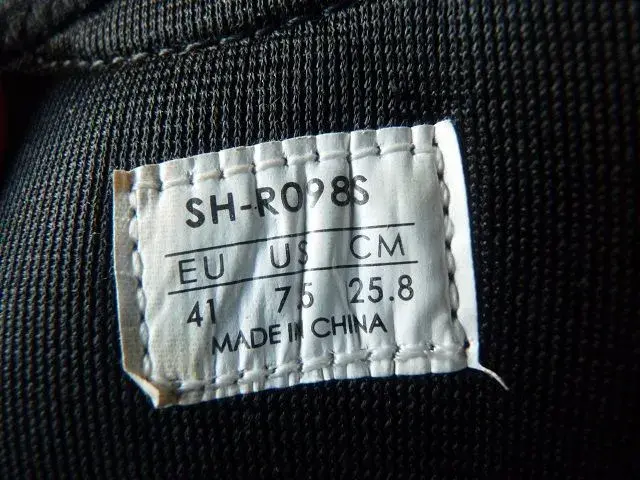 SH-R098S
EU US CM
41 7.5 25.8
MADE IN CHINA